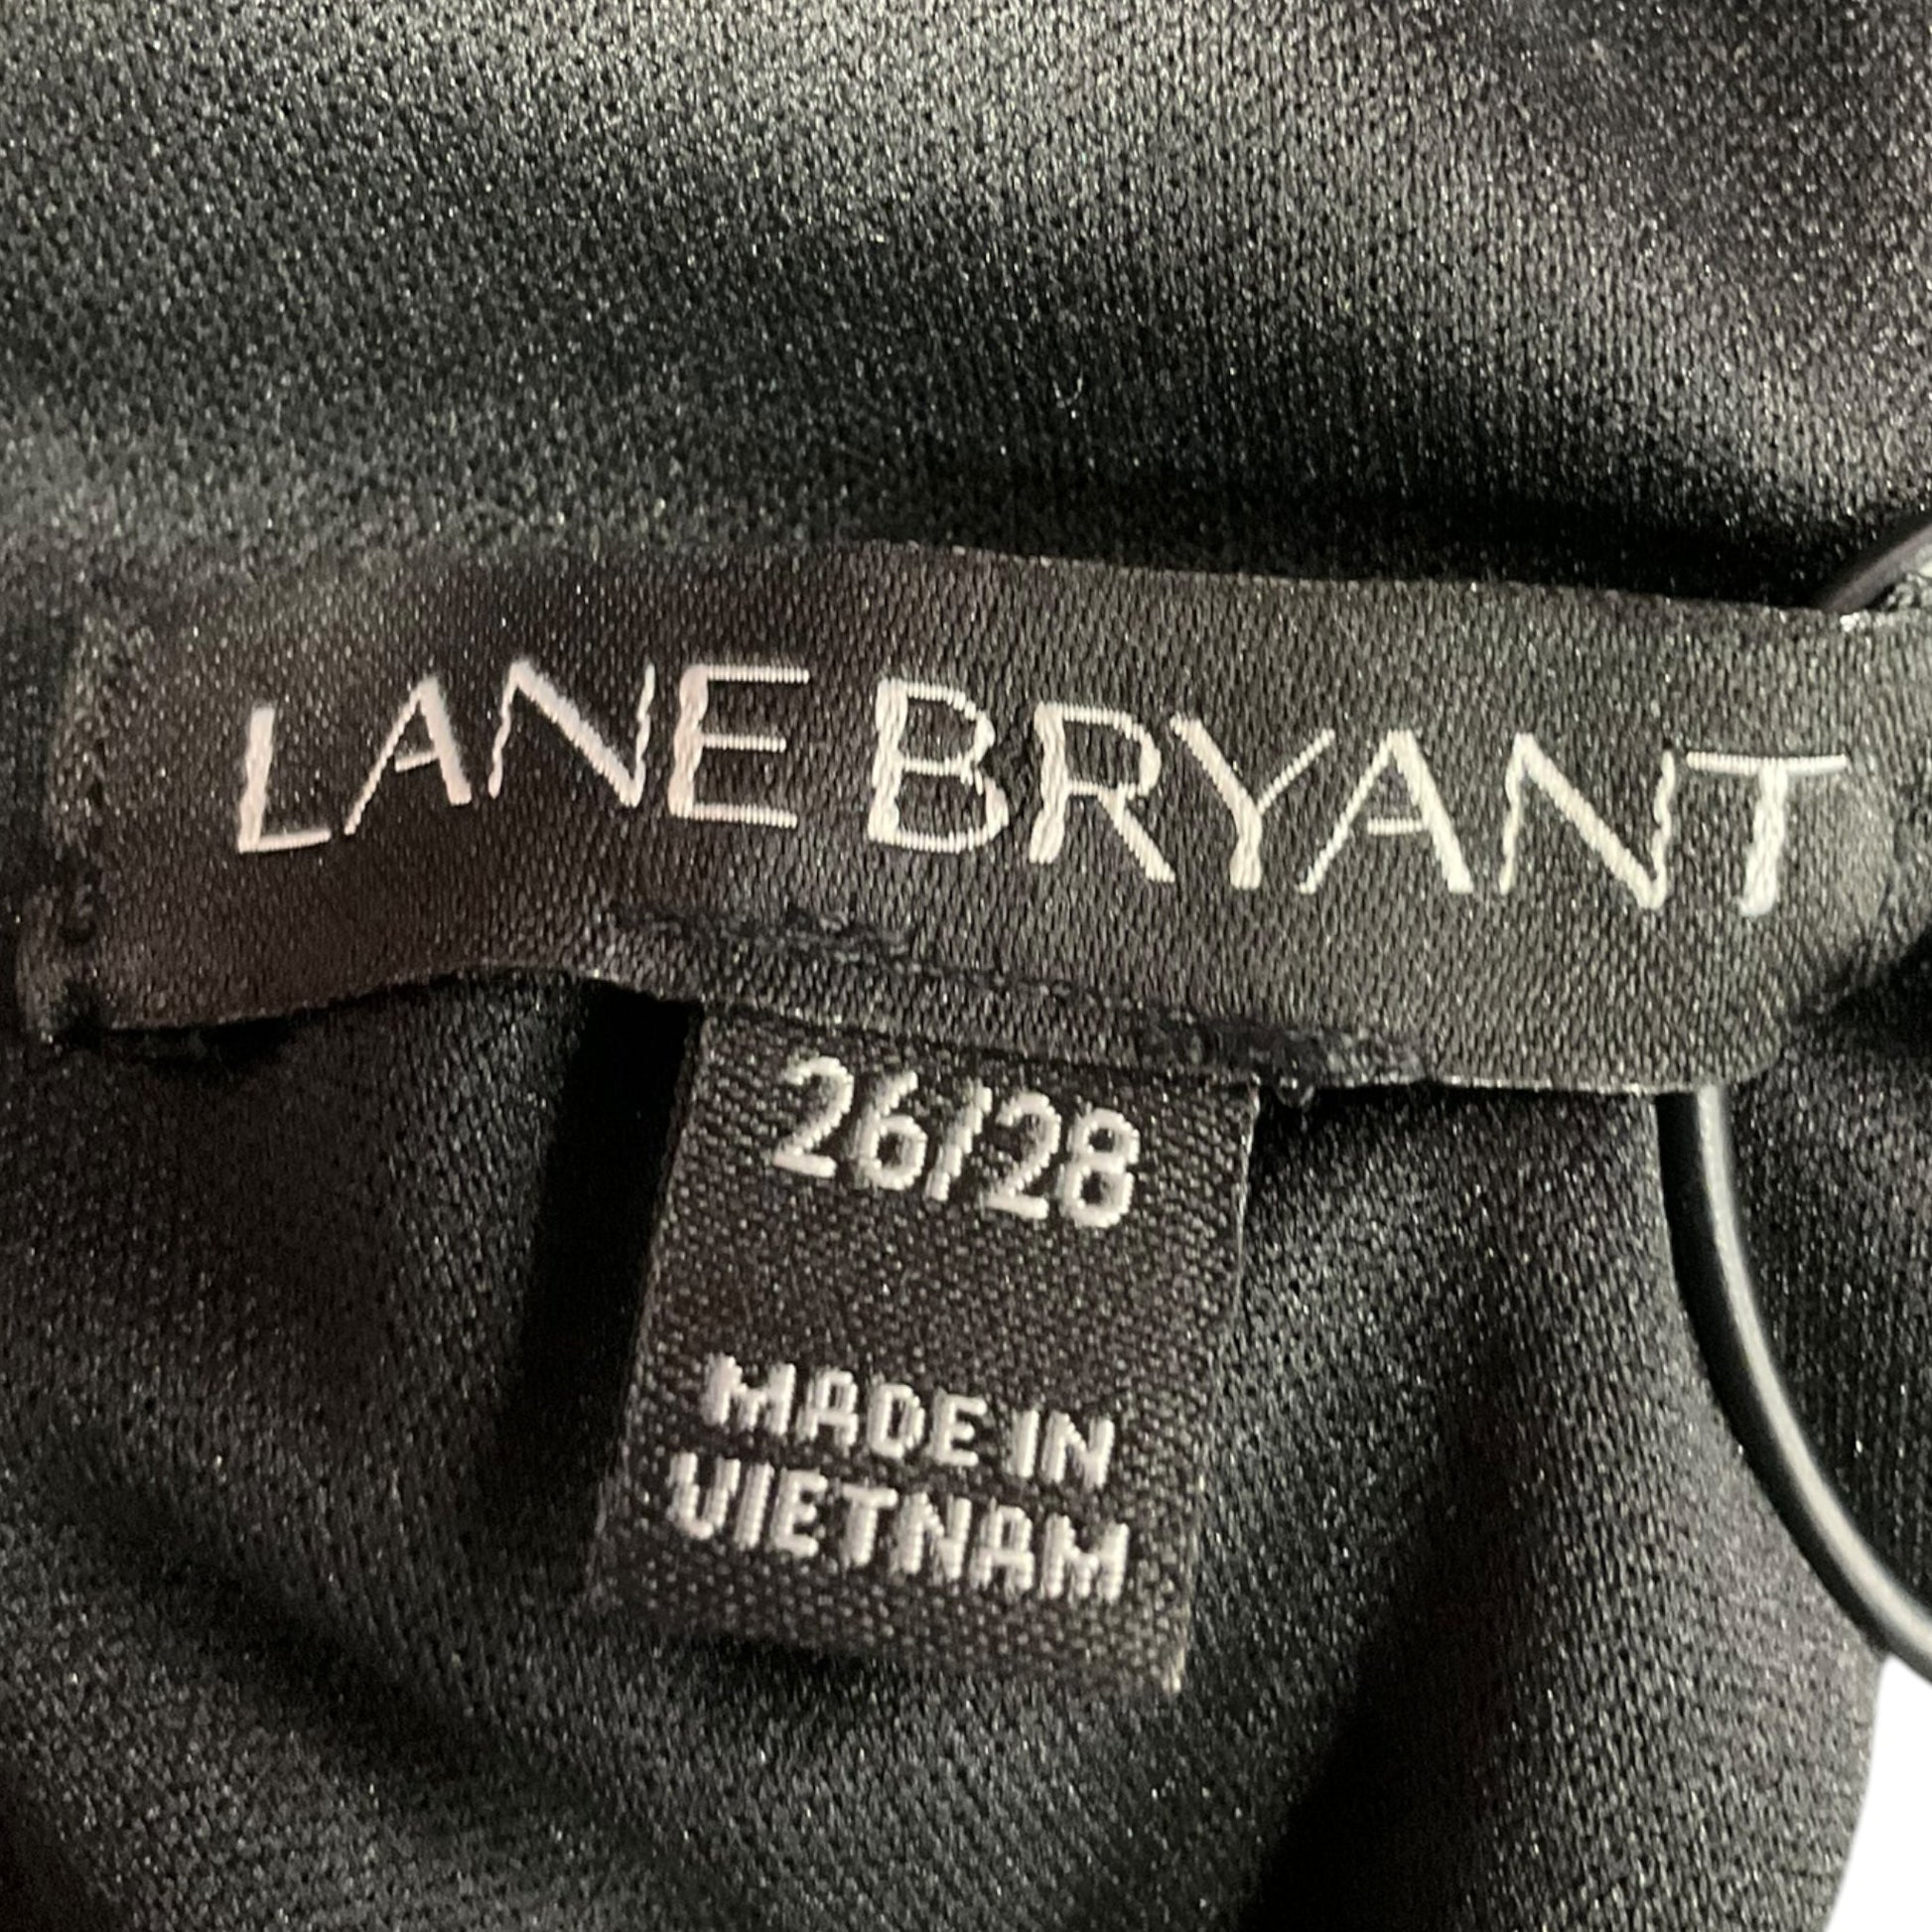 LANE BRYANT
26/28
MADE IN
VIETNAM